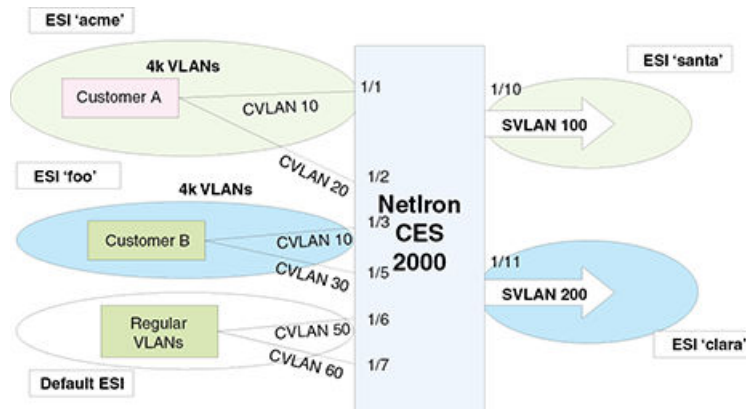 ESI 'acme'
4k VLANs
Customer A
CVLAN 10
1/1
CVLAN 20
1/2
ESI 'foo'
4k VLANs
Customer B
CVLAN 10
1/3
CVLAN 30
1/5
Regular
VLANs
CVLAN 50
1/6
CVLAN 60
1/7
Default ESI
NetIron
CES
2000
ESI 'santa'
1/10
SVLAN 100
1/11
SVLAN 200
ESI 'clara'